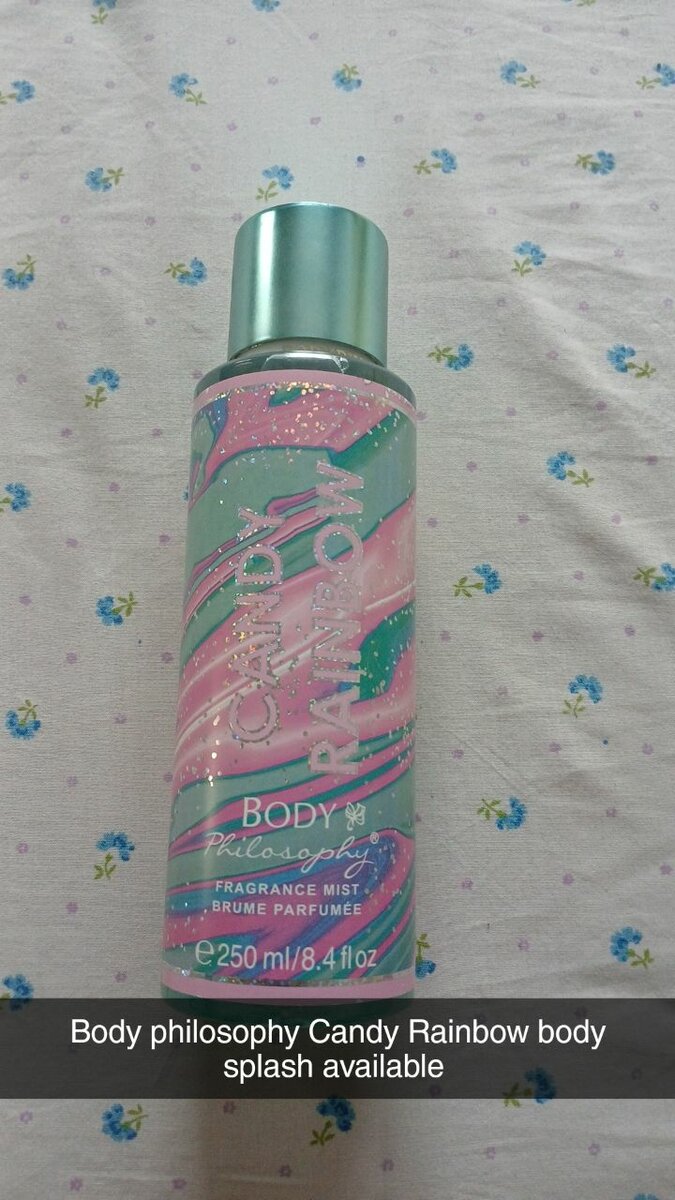 CANDY
RAINBOW
BODY
Philosophy®
FRAGRANCE MIST
BRUME PARFUMÉE
℮250 ml/8.4 fl oz
Body philosophy Candy Rainbow body
splash available